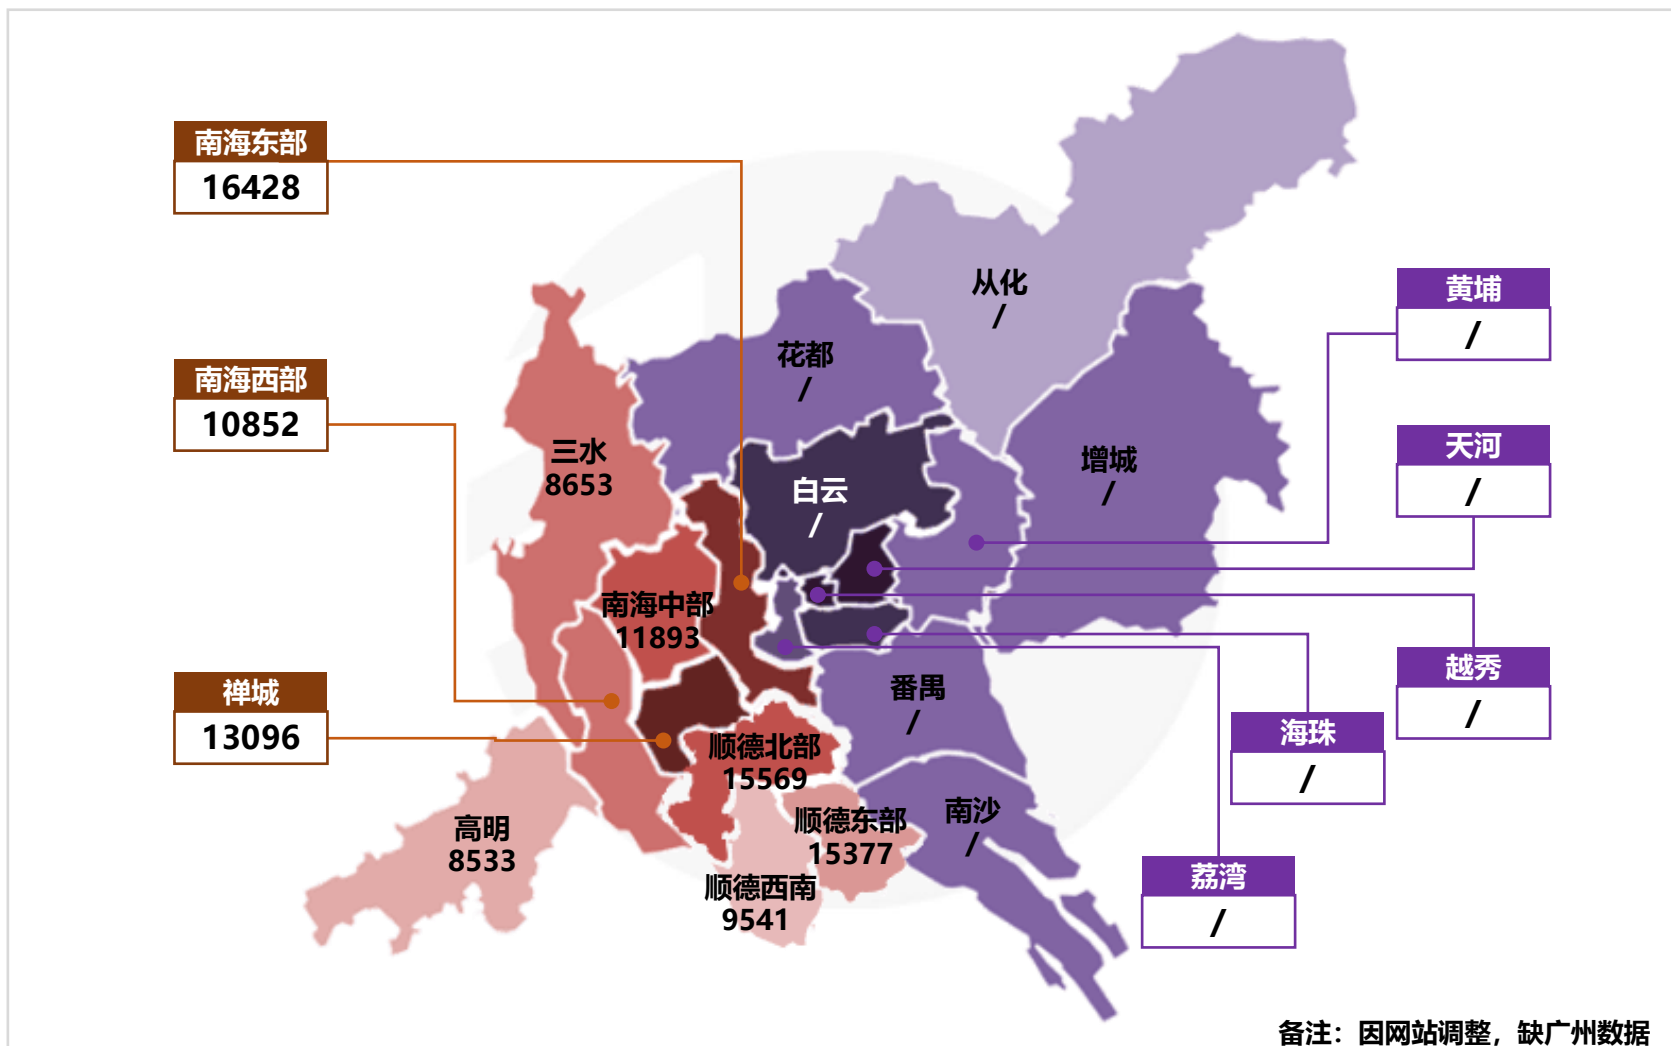 南海东部
16428
南海西部
10852
禅城
13096
三水
8653
南海中部
11893
高明
8533
顺德北部
15569
顺德东部
15377
顺德西南
9541
从化
/
花都
/
白云
/
增城
/
番禺
/
南沙
/
黄埔
/
天河
/
越秀
/
海珠
/
荔湾
/
备注：因网站调整，缺广州数据